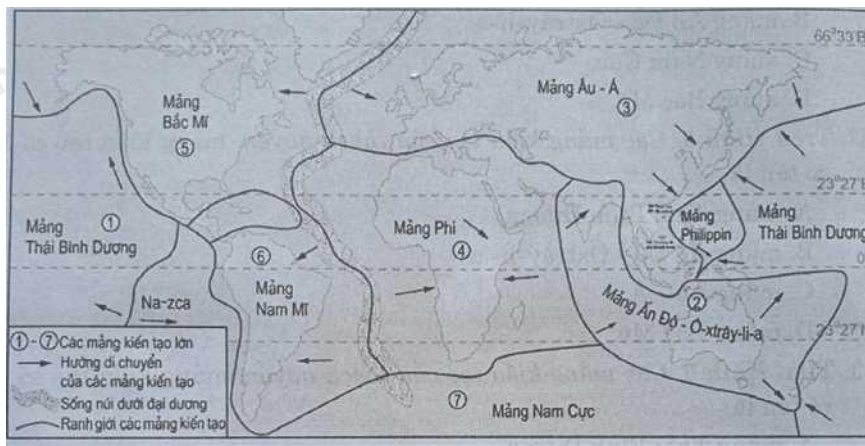 66°33'B
Mảng
Bắc Mĩ
⑤
Mảng Âu - Á
③
23°27'B
Mảng
Thái Bình Dương
①
Mảng Phi
④
Mảng
Philippin
Mảng
Thái Bình Dương
⑥
Mảng
Nam Mĩ
Na-zca
②
Mảng Ấn Độ - Ô-xtrây-li-a
23°27'
⑦
Mảng Nam Cực
①-⑦ Các mảng kiến tạo lớn
Hướng di chuyển
của các mảng kiến tạo
Sống núi dưới đại dương
Ranh giới các mảng kiến tạo